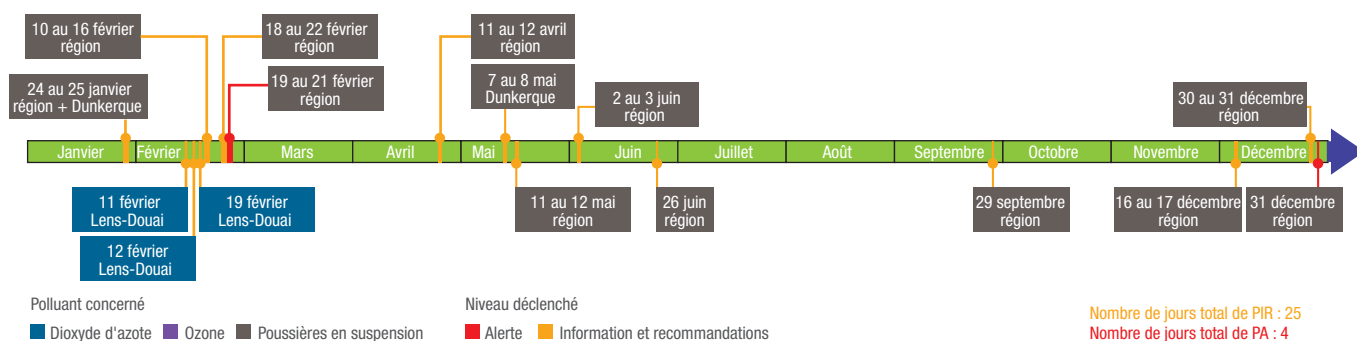 10 au 16 février
région
18 au 22 février
région
11 au 12 avril
région
24 au 25 janvier
région + Dunkerque
19 au 21 février
région
7 au 8 mai
Dunkerque
2 au 3 juin
région
30 au 31 décembre
région
Janvier Février Mars Avril Mai Juin Juillet Août Septembre Octobre Novembre Décembre
11 février
Lens-Douai
19 février
Lens-Douai
11 au 12 mai
région
26 juin
région
29 septembre
région
16 au 17 décembre
région
31 décembre
région
12 février
Lens-Douai
Polluant concerné
Dioxyde d'azote Ozone Poussières en suspension
Niveau déclenché
Alerte Information et recommandations
Nombre de jours total de PIR : 25
Nombre de jours total de PA : 4